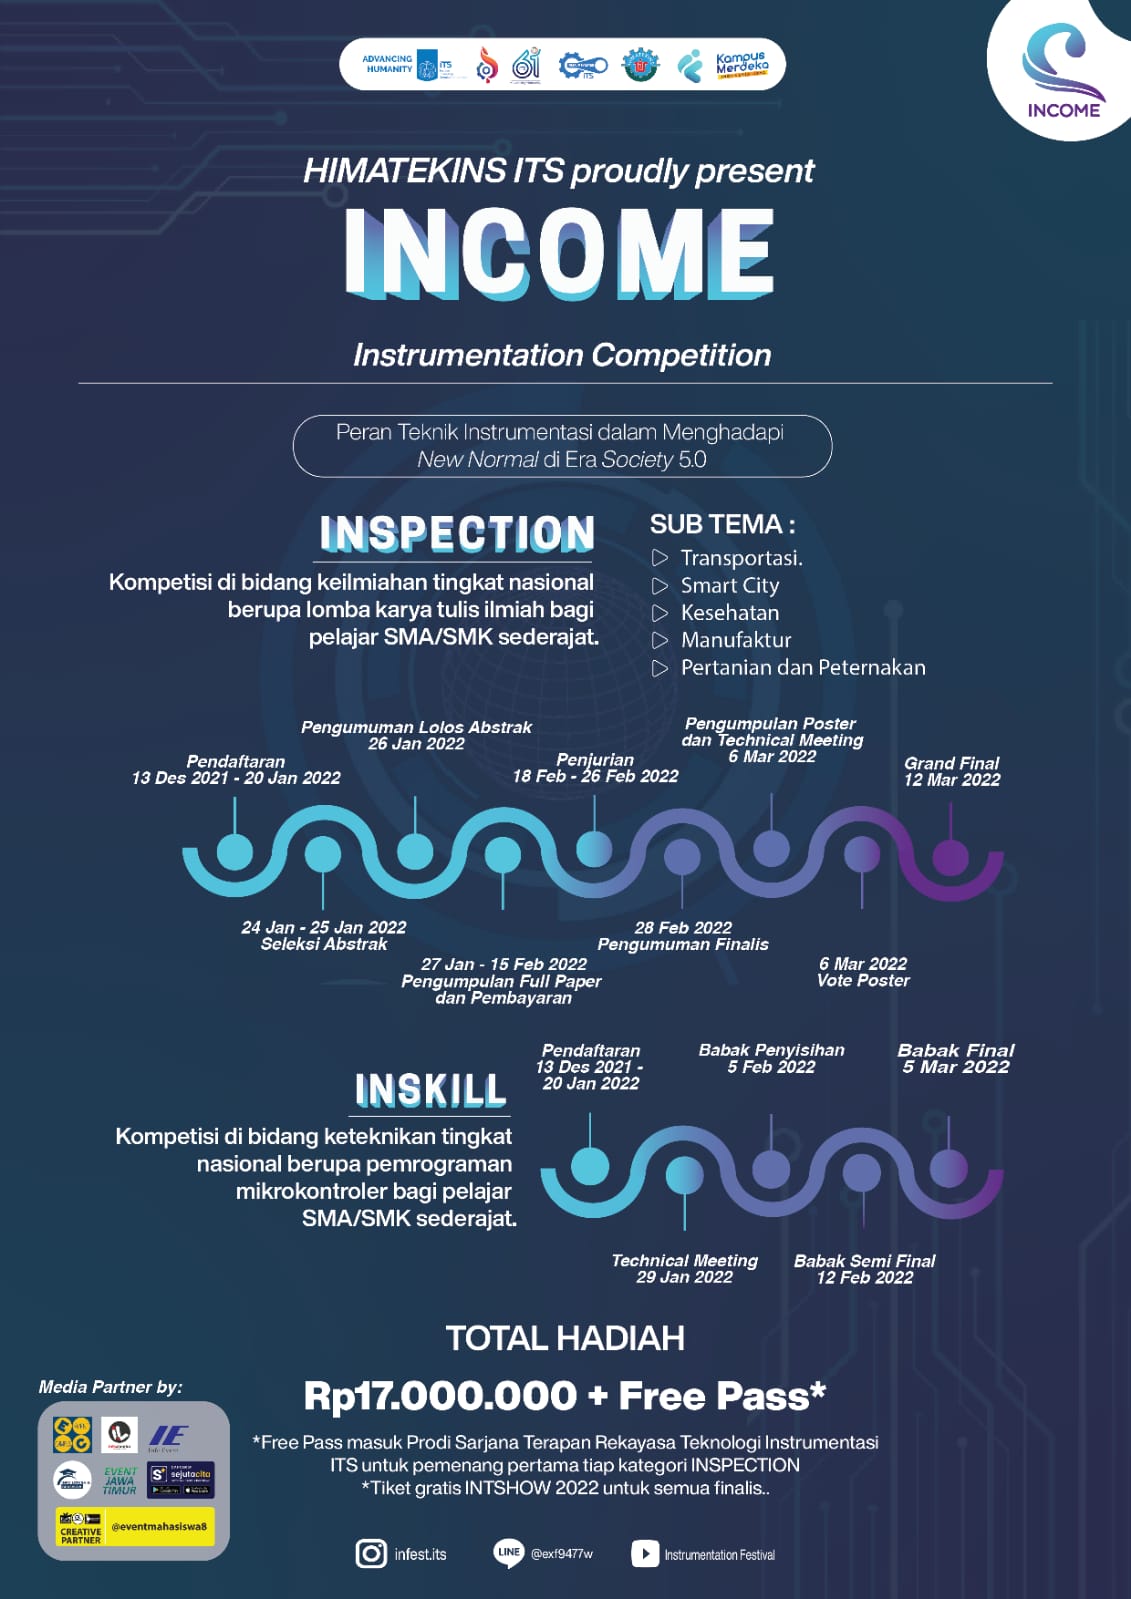 ADVANCING
HUMANITY
ITS
61
ITS
Kampus
Merdeka
INCOME
HIMATEKINS ITS proudly present
INCOME
Instrumentation Competition
Peran Teknik Instrumentasi dalam Menghadapi
New Normal di Era Society 5.0
INSPECTION
Kompetisi di bidang keilmiahan tingkat nasional
berupa lomba karya tulis ilmiah bagi
pelajar SMA/SMK sederajat.
SUB TEMA :
Transportasi.
Smart City
Kesehatan
Manufaktur
Pertanian dan Peternakan
Pendaftaran
13 Des 2021 - 20 Jan 2022
Pengumuman Lolos Abstrak
26 Jan 2022
Penjurian
18 Feb - 26 Feb 2022
Pengumpulan Poster
dan Technical Meeting
6 Mar 2022
Grand Final
12 Mar 2022
24 Jan - 25 Jan 2022
Seleksi Abstrak
27 Jan - 15 Feb 2022
Pengumpulan Full Paper
dan Pembayaran
28 Feb 2022
Pengumuman Finalis
6 Mar 2022
Vote Poster
INSKILL
Kompetisi di bidang keteknikan tingkat
nasional berupa pemrograman
mikrokontroler bagi pelajar
SMA/SMK sederajat.
Pendaftaran
13 Des 2021 -
20 Jan 2022
Babak Penyisihan
5 Feb 2022
Babak Final
5 Mar 2022
Technical Meeting
29 Jan 2022
Babak Semi Final
12 Feb 2022
TOTAL HADIAH
Rp17.000.000 + Free Pass*
*Free Pass masuk Prodi Sarjana Terapan Rekayasa Teknologi Instrumentasi
ITS untuk pemenang pertama tiap kategori INSPECTION
*Tiket gratis INTSHOW 2022 untuk semua finalis..
Media Partner by:
IE
Info Event
EVENT
JAWA
TIMUR
S+
sejutacita
CREATIVE
PARTNER
@eventmahasiswa8
infest.its
LINE
@exf9477w
Instrumentation Festival